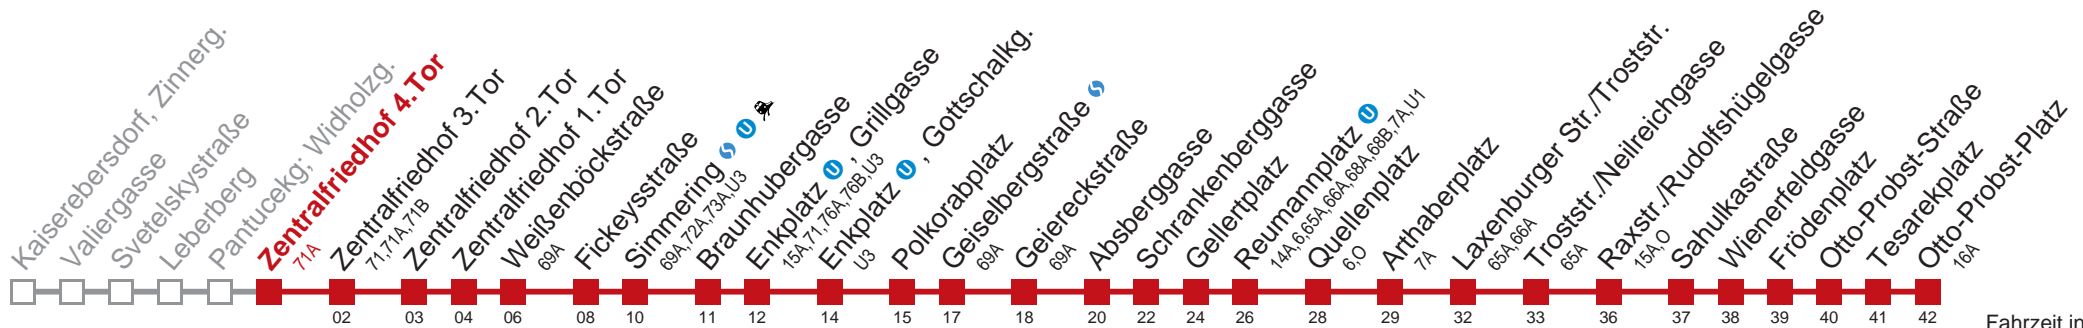 Kaiserebersdorf, Zinnerg.
Valiergasse
Svetelskystraße
Leberberg
Pantucekg; Widholzg.
Zentralfriedhof 4.Tor
71A
Zentralfriedhof 3.Tor
71,71A,71B
Zentralfriedhof 2.Tor
Zentralfriedhof 1.Tor
Weißenböckstraße
69A
Fickeysstraße
Simmering S U
69A,72A,73A,U3
Braunhubergasse
Enkplatz U , Grillgasse
15A,71,76A,76B,U3
Enkplatz U , Gottschalkg.
U3
Polkorabplatz
Geiselbergstraße S
69A
Geiereckstraße
69A
Absberggasse
Schrankenberggasse
Gellertplatz
Reumannplatz U
14A,6,65A,66A,68A,68B,7A,U1
Quellenplatz
6,O
Arthaberplatz
7A
Laxenburger Str./Troststr.
65A,66A
Troststr./Neilreichgasse
65A
Raxstr./Rudolfshügelgasse
15A,O
Sahulkastraße
Wienerfeldgasse
Frödenplatz
Otto-Probst-Straße
Tesarekplatz
Otto-Probst-Platz
16A
02 03 04 06 08 10 11 12 14 15 17 18 20 22 24 26 28 29 32 33 36 37 38 39 40 41 42
Fahrzeit in